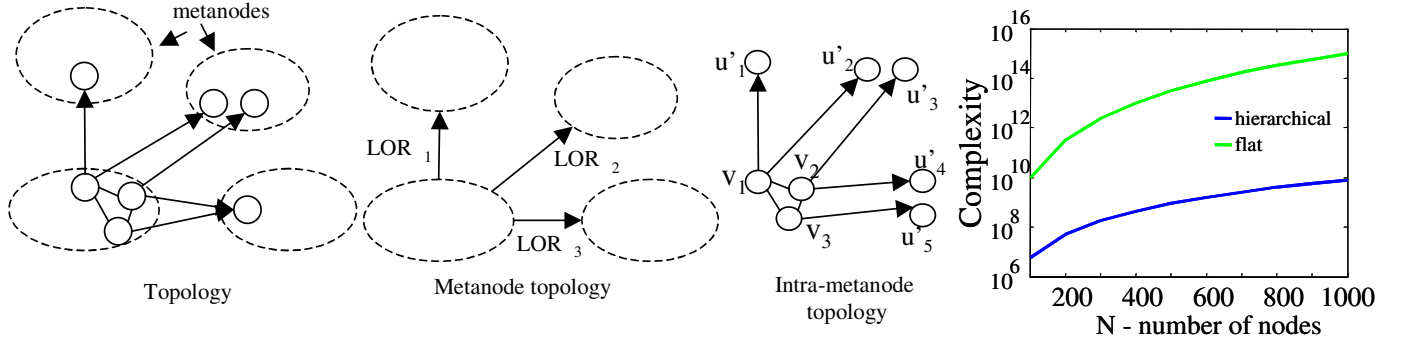 metanodes
Topology
LOR 1
LOR 2
LOR 3
Metanode topology
u'1
u'2
u'3
v1
v2
u'4
v3
u'5
Intra-metanode
topology
Complexity
10^16
10^14
10^12
10^10
10^8
10^6
hierarchical
flat
200 400 600 800 1000
N - number of nodes